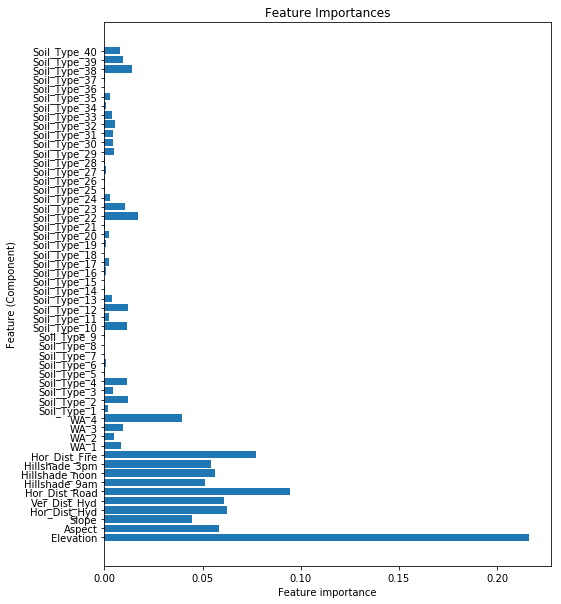 Feature Importances
Feature (Component)
Soil_Type_40
Soil_Type_39
Soil_Type_38
Soil_Type_37
Soil_Type_36
Soil_Type_35
Soil_Type_34
Soil_Type_33
Soil_Type_32
Soil_Type_31
Soil_Type_30
Soil_Type_29
Soil_Type_28
Soil_Type_27
Soil_Type_26
Soil_Type_25
Soil_Type_24
Soil_Type_23
Soil_Type_22
Soil_Type_21
Soil_Type_20
Soil_Type_19
Soil_Type_18
Soil_Type_17
Soil_Type_16
Soil_Type_15
Soil_Type_14
Soil_Type_13
Soil_Type_12
Soil_Type_11
Soil_Type_10
Soil_Type_9
Soil_Type_8
Soil_Type_7
Soil_Type_6
Soil_Type_5
Soil_Type_4
Soil_Type_3
Soil_Type_2
Soil_Type_1
WA_4
WA_3
WA_2
WA_1
Hor_Dist_Fire
Hillshade_3pm
Hillshade_noon
Hillshade_9am
Hor_Dist_Road
Ver_Dist_Hyd
Hor_Dist_Hyd
Slope
Aspect
Elevation
0.00 0.05 0.10 0.15 0.20
Feature importance